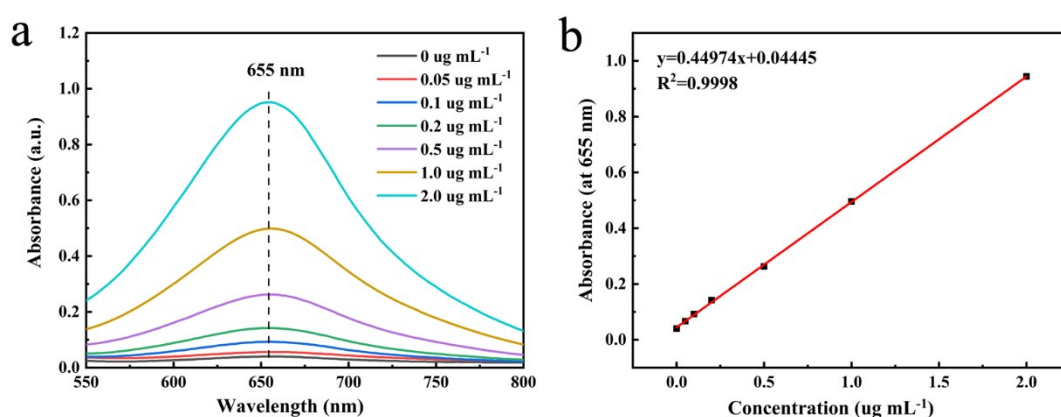 a
1.2
1.0
0.8
0.6
0.4
0.2
0.0
Absorbance (a.u.)
655 nm
0 ug mL-1
0.05 ug mL-1
0.1 ug mL-1
0.2 ug mL-1
0.5 ug mL-1
1.0 ug mL-1
2.0 ug mL-1
550 600 650 700 750 800
Wavelength (nm)
b
y=0.44974x+0.04445
R2=0.9998
1.0
0.8
0.6
0.4
0.2
0.0
Absorbance (at 655 nm)
0.0 0.5 1.0 1.5 2.0
Concentration (ug mL-1)